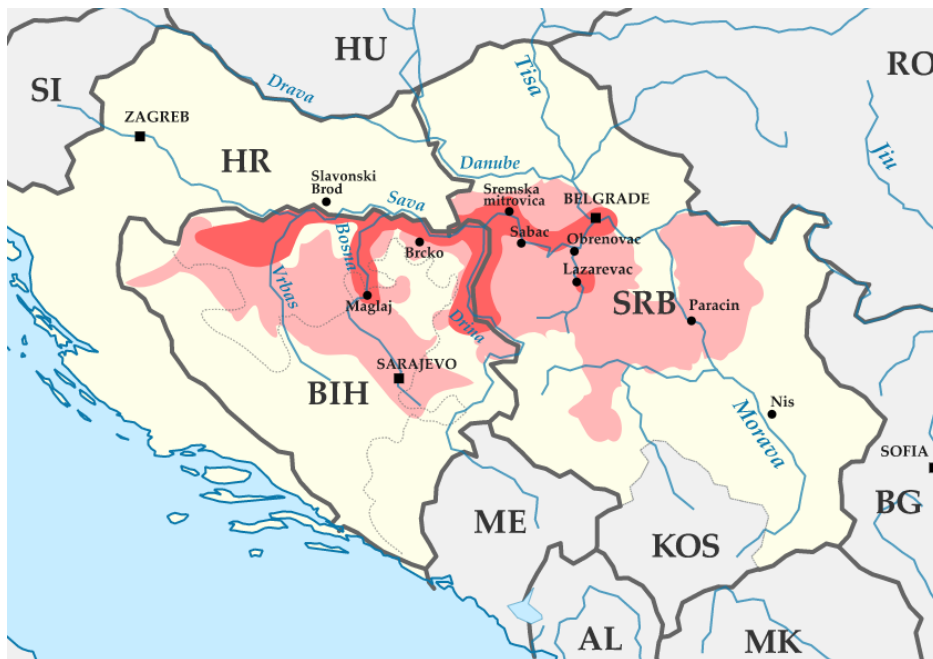 HU
RO
SI
Tisa
Drava
ZAGREB
Jiu
HR
Danube
Slavonski
Brod
Sava
Sremska
mitrovica
BELGRADE
Sabac
Bosna
Brcko
Obrenovac
Lazarevac
Vrbas
Maglaj
SRB
Paracin
Drina
SARAJEVO
BIH
Nis
Morava
SOFIA
BG
ME
KOS
AL
MK